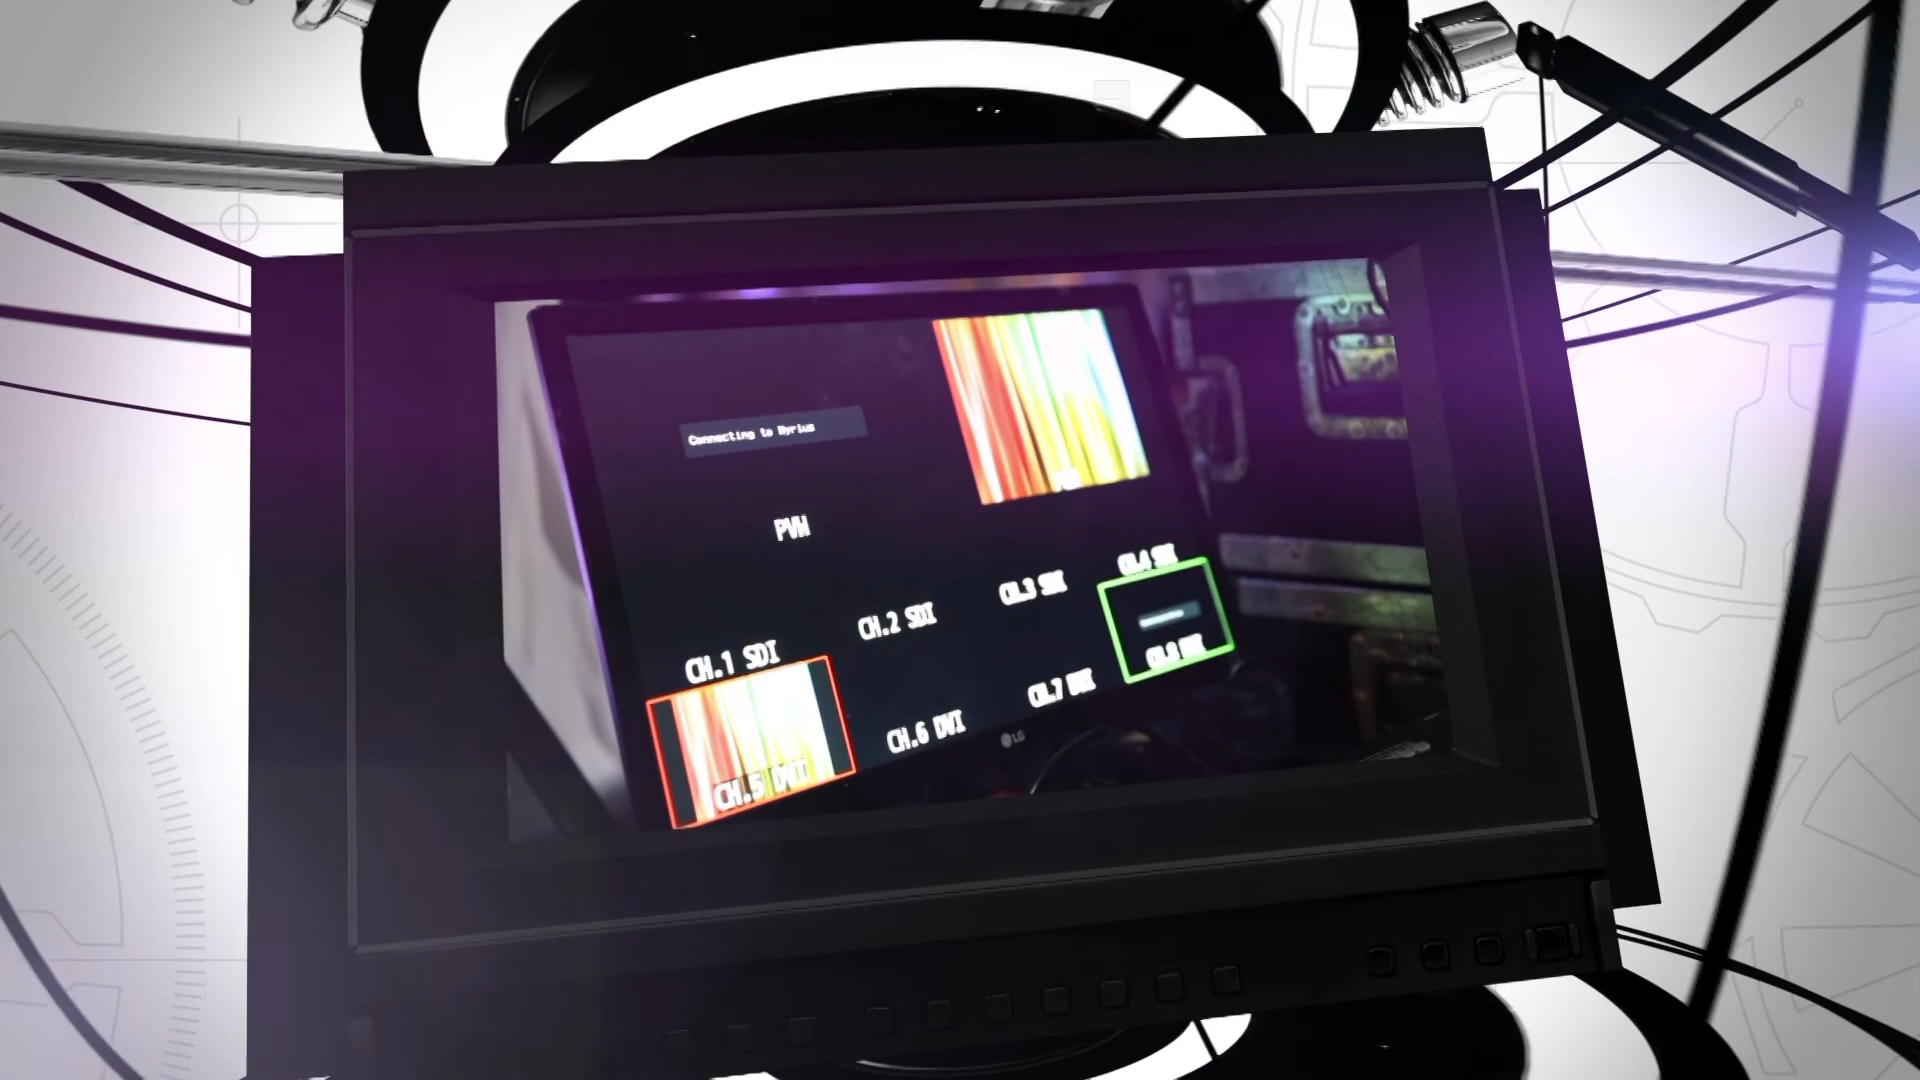 Connecting to Nyrius
PVW
CH.1 SDI
CH.2 SDI
CH.3 SDI
CH.4 SDI
CH.5 DVI
CH.6 DVI
CH.7 DVI
CH.8 DVI
LG